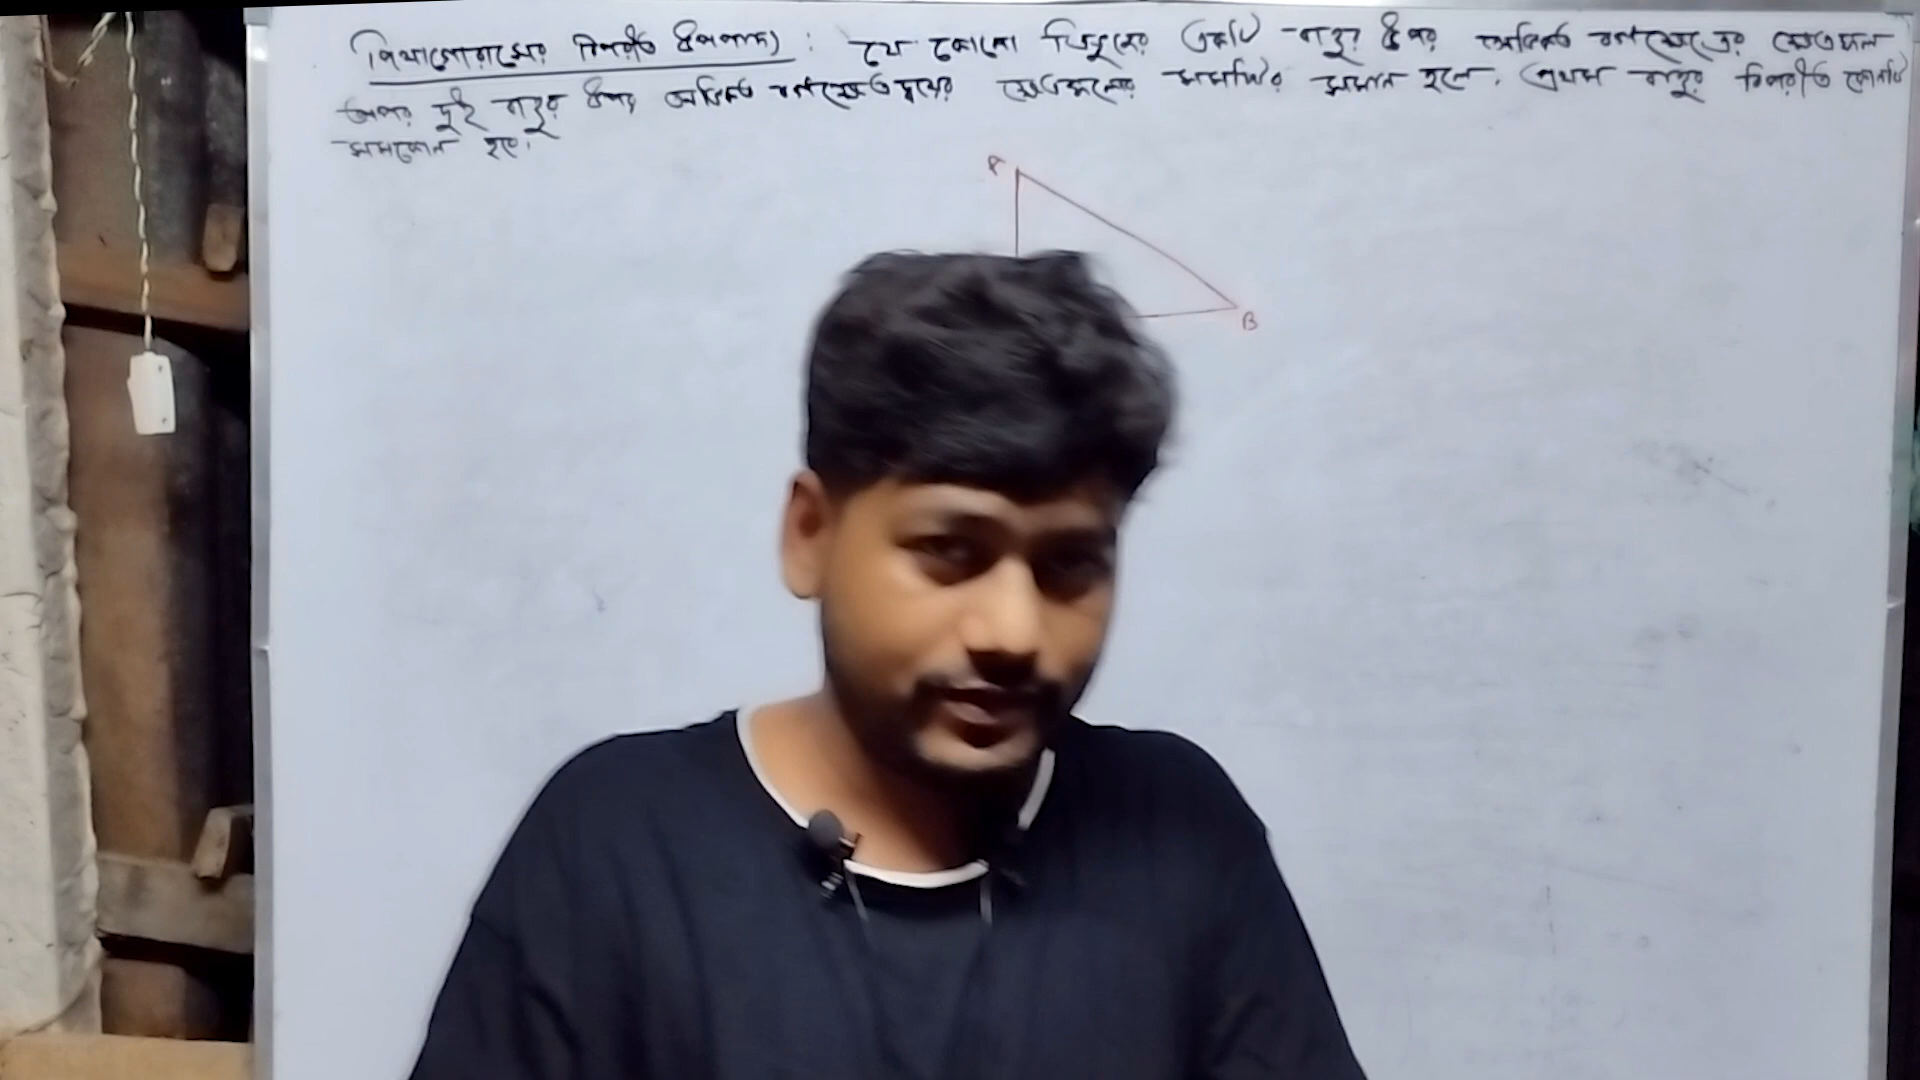 পিথাগোরাসের বিপরীত উপপাদ্য : যে কোনো ত্রিভুজের একটি বাহুর উপর অঙ্কিত বর্গক্ষেত্রের ক্ষেত্রফল
অপর দুই বাহুর উপর অঙ্কিত বর্গক্ষেত্রদ্বয়ের ক্ষেত্রফলের সমষ্টির সমান হলে, প্রথম বাহুর বিপরীত কোনটি
সমকোন হবে।
A
B